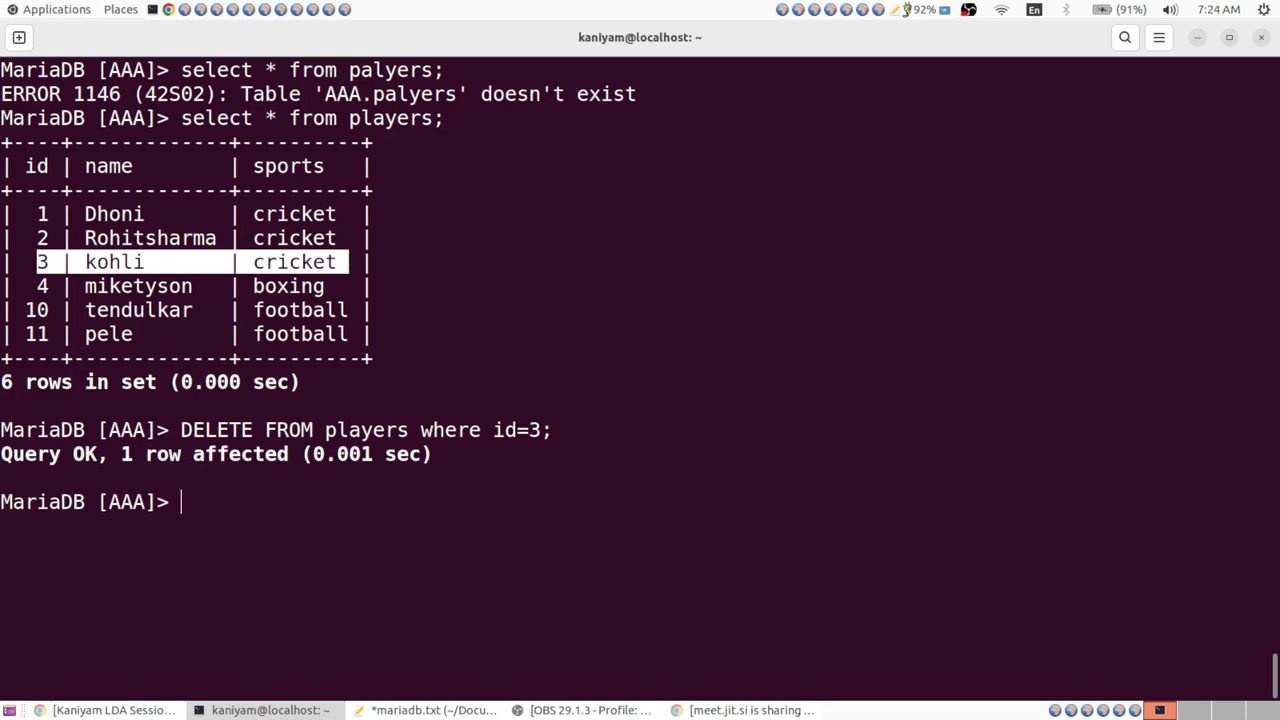 Applications Places 92% En (91%) 7:24 AM
kaniyam@localhost: ~
MariaDB [AAA]> select * from palyers;
ERROR 1146 (42S02): Table 'AAA.palyers' doesn't exist
MariaDB [AAA]> select * from players;
+----+-------------+----------+
| id | name        | sports   |
+----+-------------+----------+
|  1 | Dhoni       | cricket  |
|  2 | Rohitsharma | cricket  |
|  3 | kohli       | cricket  |
|  4 | miketyson   | boxing   |
| 10 | tendulkar   | football |
| 11 | pele        | football |
+----+-------------+----------+
6 rows in set (0.000 sec)
MariaDB [AAA]> DELETE FROM players where id=3;
Query OK, 1 row affected (0.001 sec)
MariaDB [AAA]>
[Kaniyam LDA Sessio... kaniyam@localhost: ~ *mariadb.txt (~/Docu... [OBS 29.1.3 - Profile: ... [meet.jit.si is sharing ...